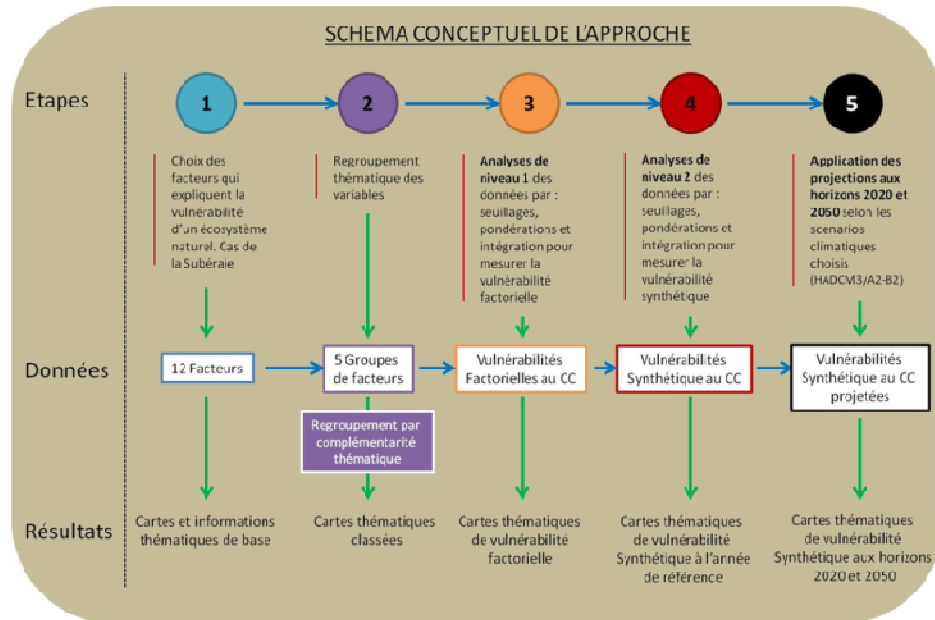 SCHEMA CONCEPTUEL DE L'APPROCHE
Etapes
1
2
3
4
5
Choix des
facteurs qui
expliquent la
vulnérabilité
d'un écosystème
naturel. Cas de
la Subéraie
Regroupement
thématique des
variables
Analyses de
niveau 1 des
données par :
seuillages,
pondérations et
intégration pour
mesurer la
vulnérabilité
factorielle
Analyses de
niveau 2 des
données par :
seuillages,
pondérations et
intégration pour
mesurer la
vulnérabilité
synthétique
Application des
projections aux
horizons 2020 et
2050 selon les
scenarios
climatiques
choisis
(HADCM3/A2-B2)
Données
12 Facteurs
5 Groupes
de facteurs
Vulnérabilités
Factorielles au CC
Vulnérabilités
Synthétique au CC
Vulnérabilités
Synthétique au CC
projetées
Regroupement par
complémentarité
thématique
Résultats
Cartes et informations
thématiques de base
Cartes thématiques
classées
Cartes thématiques
de vulnérabilité
factorielle
Cartes thématiques
de vulnérabilité
Synthétique à l'année
de référence
Cartes thématiques
de vulnérabilité
Synthétique aux horizons
2020 et 2050